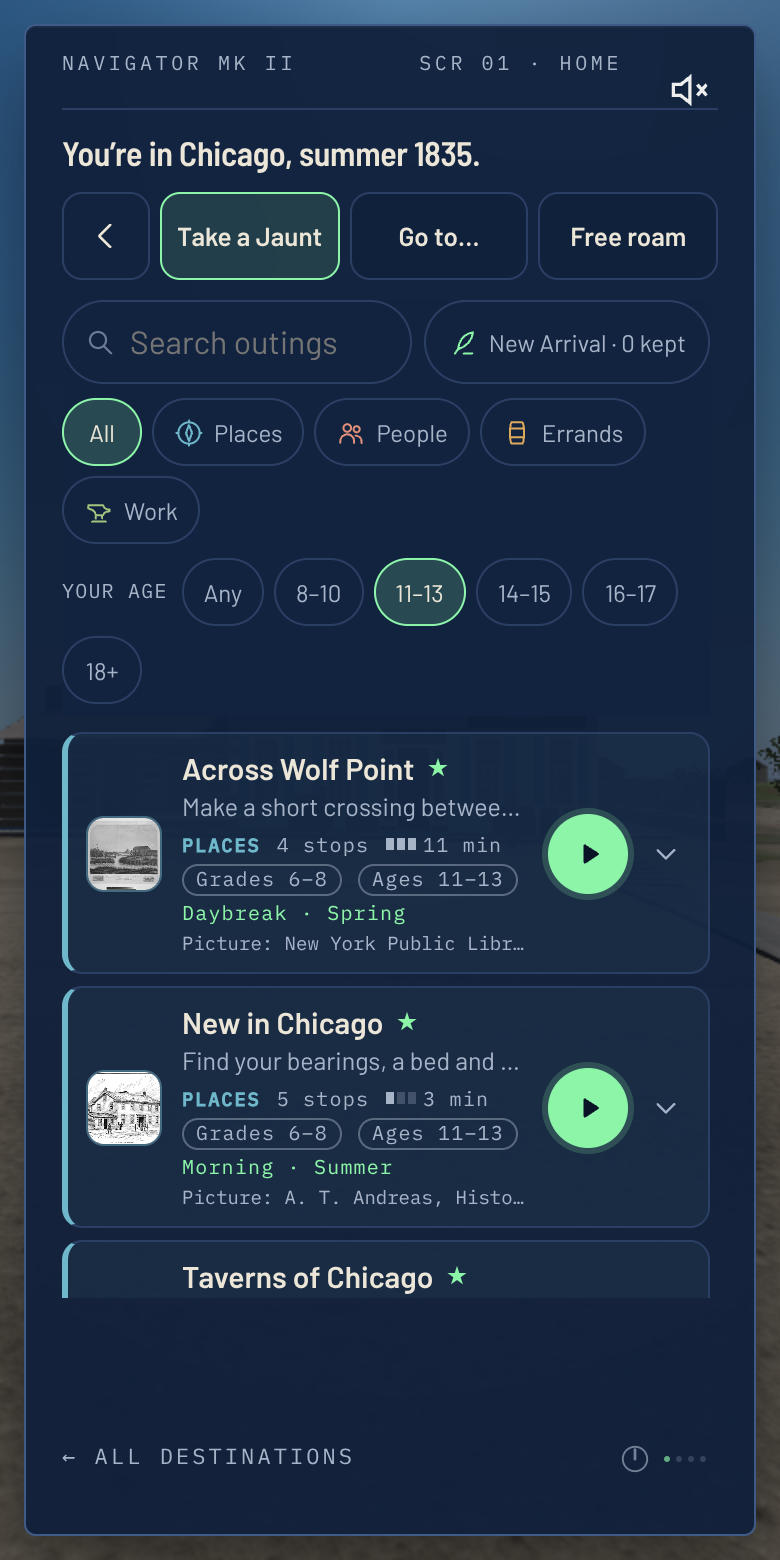 NAVIGATOR MK II
SCR 01 · HOME
You’re in Chicago, summer 1835.
Take a Jaunt
Go to…
Free roam
Search outings
New Arrival · 0 kept
All
Places
People
Errands
Work
YOUR AGE
Any
8–10
11–13
14–15
16–17
18+
Across Wolf Point ★
Make a short crossing betwee…
PLACES 4 stops 11 min
Grades 6–8 Ages 11–13
Daybreak · Spring
Picture: New York Public Libr…
New in Chicago ★
Find your bearings, a bed and …
PLACES 5 stops 3 min
Grades 6–8 Ages 11–13
Morning · Summer
Picture: A. T. Andreas, Histo…
Taverns of Chicago ★
← ALL DESTINATIONS